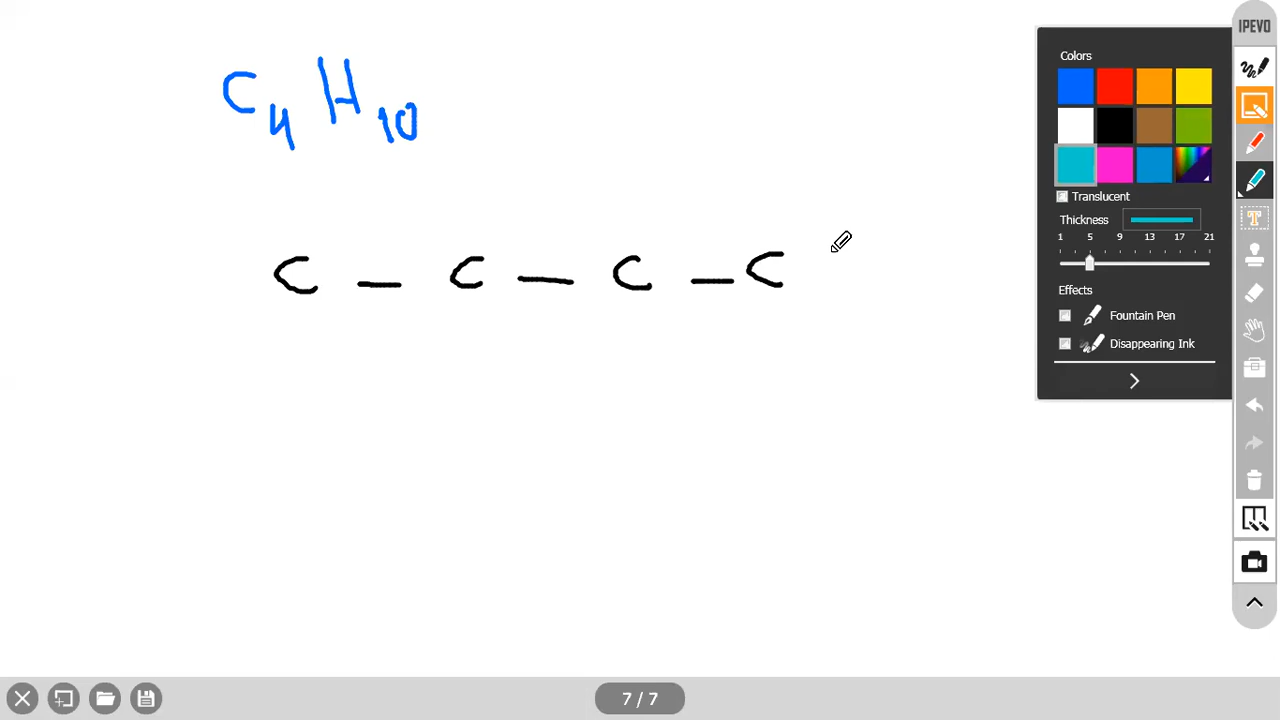 C4H10
C – C – C – C
IPEVO
Colors
Translucent
Thickness
1 5 9 13 17 21
Effects
Fountain Pen
Disappearing Ink
T
7 / 7